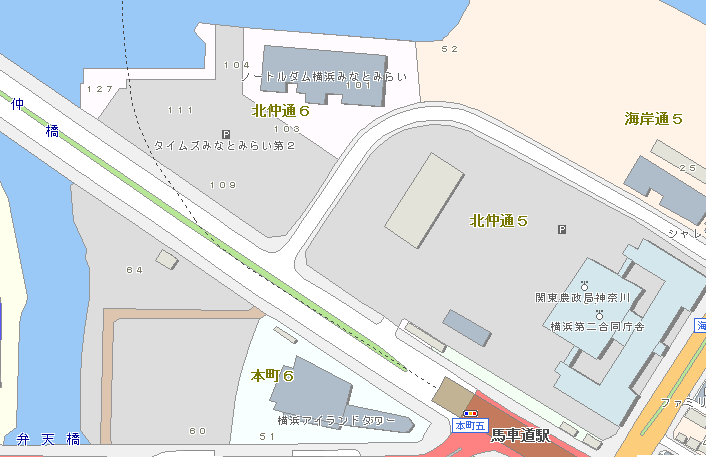 52
104
ノートルダム横浜みなとみらい
127
101
仲
橋
111
北仲通6
海岸通5
103
タイムズみなとみらい第2
25
109
北仲通5
シャレ
64
関東農政局神奈川
横浜第二合同庁舎
海
本町6
ファミリ
横浜アイランドタワー
本町五
馬車道駅
60
51
弁天橋